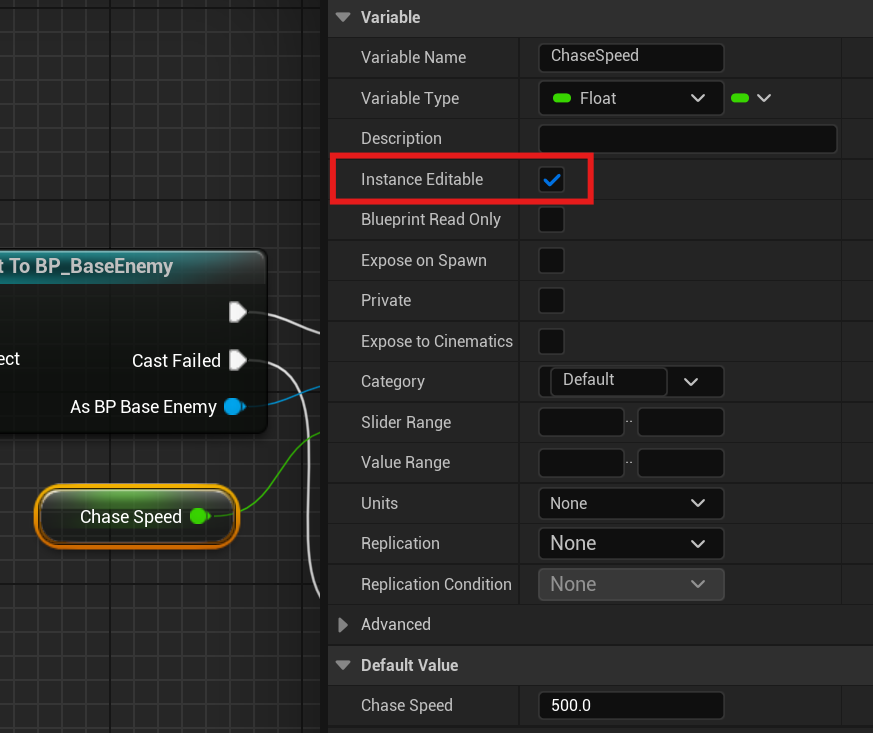 t To BP_BaseEnemy
ect
Cast Failed
As BP Base Enemy
Chase Speed
Variable
Variable Name ChaseSpeed
Variable Type Float
Description
Instance Editable
Blueprint Read Only
Expose on Spawn
Private
Expose to Cinematics
Category Default
Slider Range ..
Value Range ..
Units None
Replication None
Replication Condition None
Advanced
Default Value
Chase Speed 500.0